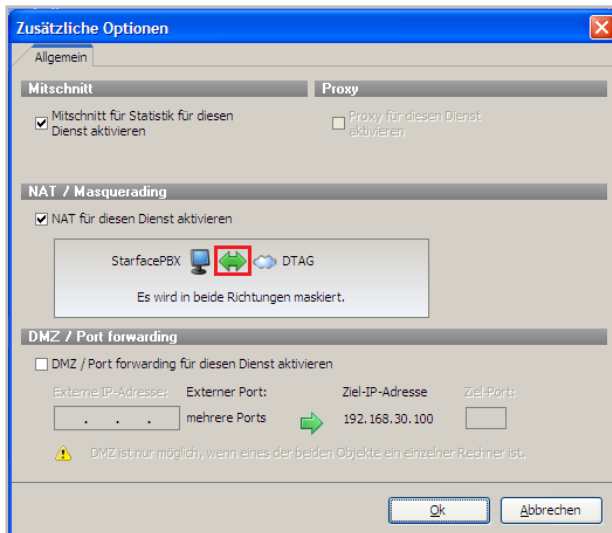 Zusätzliche Optionen
Allgemein
Mitschnitt
Proxy
Mitschnitt für Statistik für diesen
Dienst aktivieren
Proxy für diesen Dienst
aktivieren
NAT / Masquerading
NAT für diesen Dienst aktivieren
StarfacePBX DTAG
Es wird in beide Richtungen maskiert.
DMZ / Port forwarding
DMZ / Port forwarding für diesen Dienst aktivieren
Externe IP-Adresse: Externer Port: Ziel-IP-Adresse Ziel-Port:
. . . mehrere Ports 192.168.30.100
DMZ ist nur möglich, wenn eines der beiden Objekte ein einzelner Rechner ist.
Ok Abbrechen